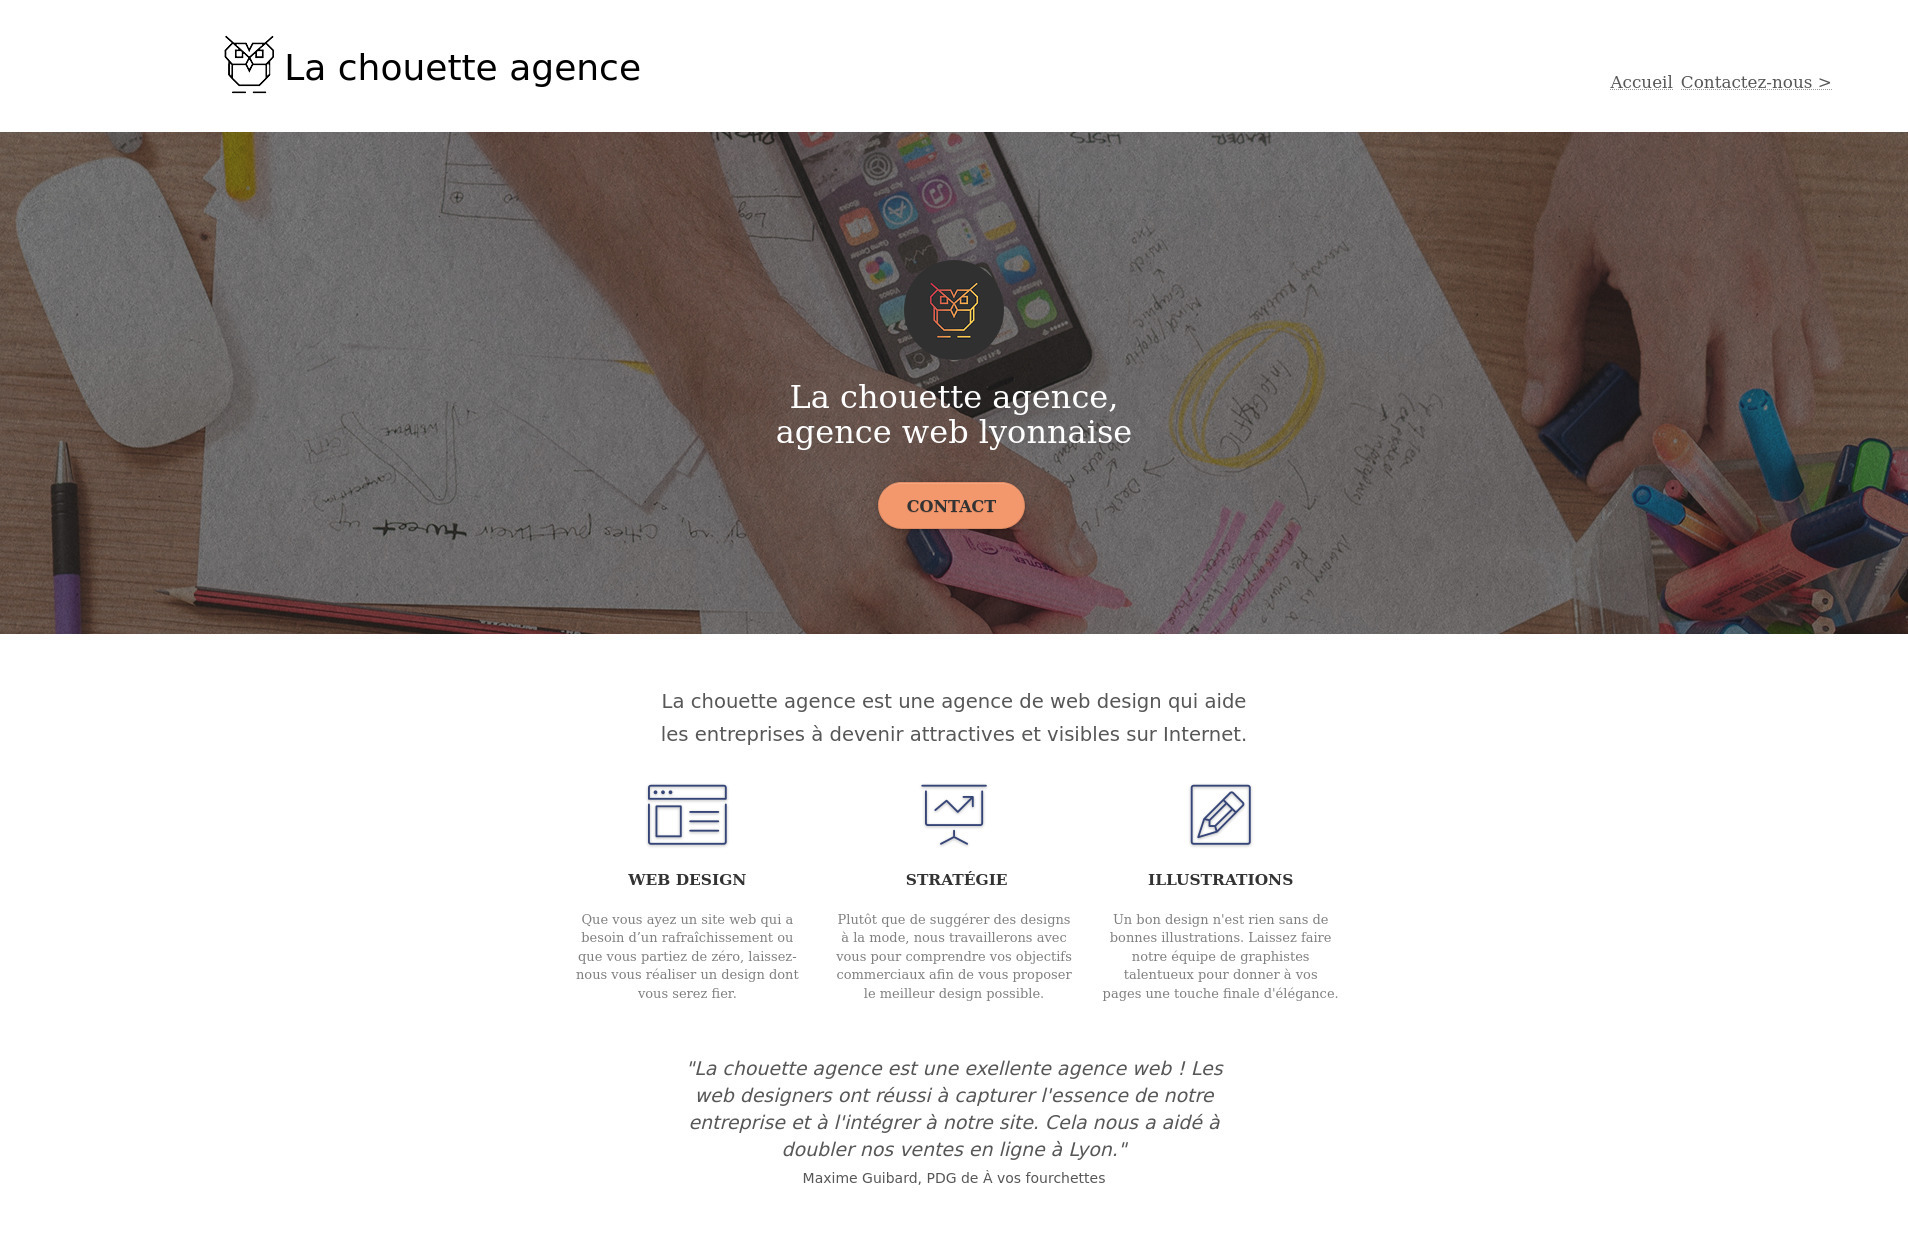 La chouette agence
Accueil Contactez-nous >
La chouette agence,
agence web lyonnaise
CONTACT
La chouette agence est une agence de web design qui aide
les entreprises à devenir attractives et visibles sur Internet.
WEB DESIGN
Que vous ayez un site web qui a
besoin d’un rafraîchissement ou
que vous partiez de zéro, laissez-
nous vous réaliser un design dont
vous serez fier.
STRATÉGIE
Plutôt que de suggérer des designs
à la mode, nous travaillerons avec
vous pour comprendre vos objectifs
commerciaux afin de vous proposer
le meilleur design possible.
ILLUSTRATIONS
Un bon design n'est rien sans de
bonnes illustrations. Laissez faire
notre équipe de graphistes
talentueux pour donner à vos
pages une touche finale d'élégance.
"La chouette agence est une exellente agence web ! Les
web designers ont réussi à capturer l'essence de notre
entreprise et à l'intégrer à notre site. Cela nous a aidé à
doubler nos ventes en ligne à Lyon."
Maxime Guibard, PDG de À vos fourchettes